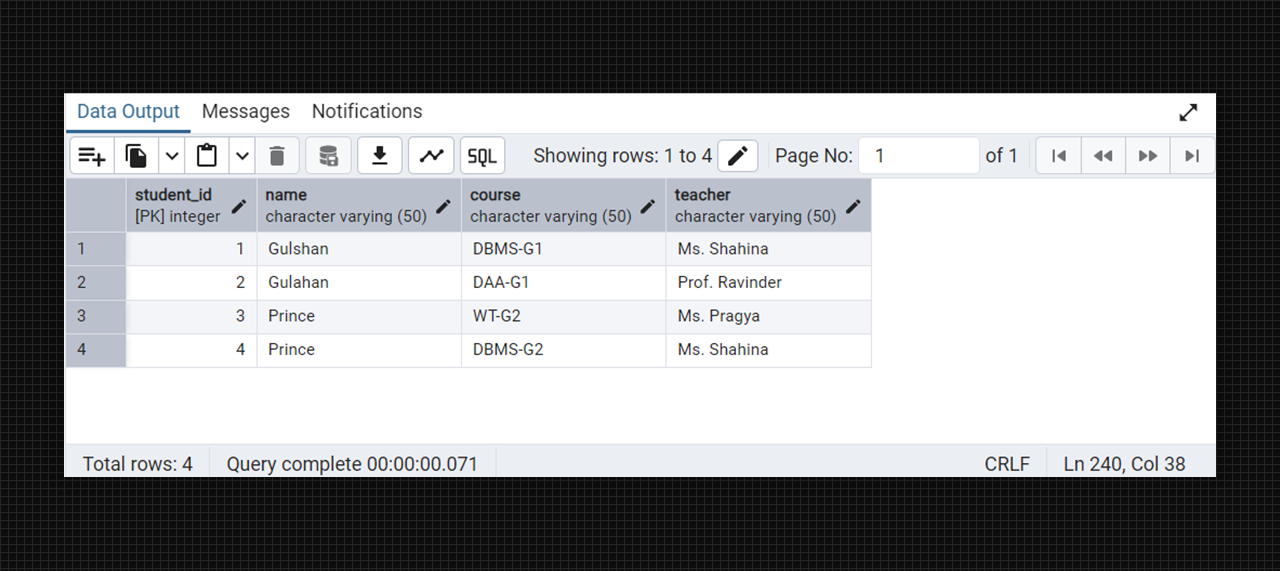 Data Output Messages Notifications
SQL Showing rows: 1 to 4 Page No: 1 of 1
student_id name course teacher
[PK] integer character varying (50) character varying (50) character varying (50)
1 1 Gulshan DBMS-G1 Ms. Shahina
2 2 Gulahan DAA-G1 Prof. Ravinder
3 3 Prince WT-G2 Ms. Pragya
4 4 Prince DBMS-G2 Ms. Shahina
Total rows: 4 Query complete 00:00:00.071 CRLF Ln 240, Col 38